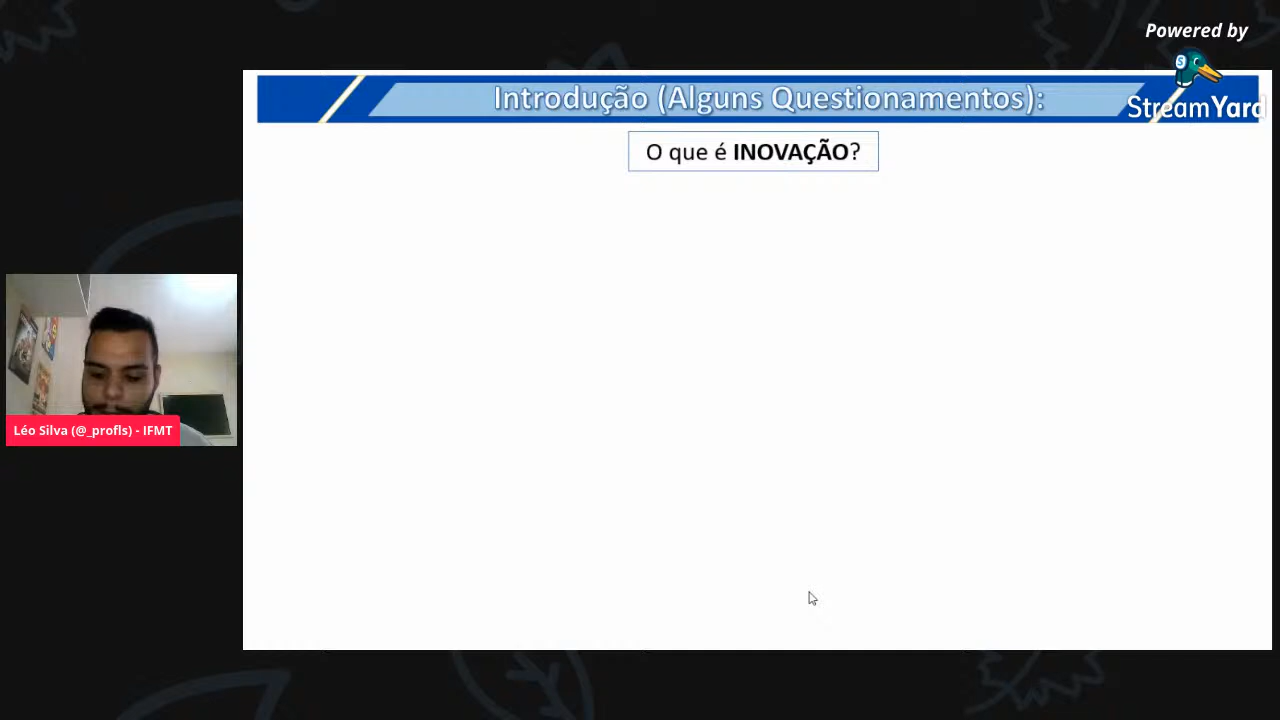 Powered by
StreamYard
Introdução (Alguns Questionamentos):
O que é INOVAÇÃO?
Léo Silva (@_profls) - IFMT